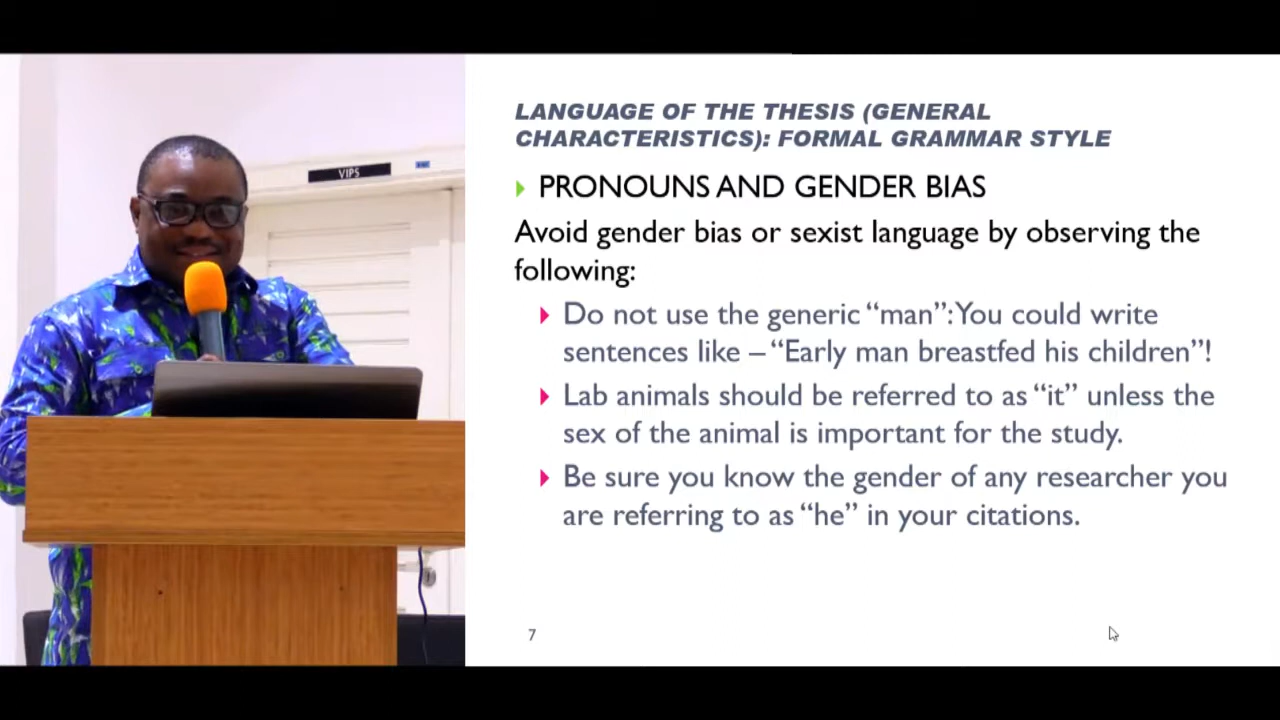 VIPS
LANGUAGE OF THE THESIS (GENERAL
CHARACTERISTICS): FORMAL GRAMMAR STYLE
PRONOUNS AND GENDER BIAS
Avoid gender bias or sexist language by observing the
following:
Do not use the generic “man”: You could write
sentences like – “Early man breastfed his children”!
Lab animals should be referred to as “it” unless the
sex of the animal is important for the study.
Be sure you know the gender of any researcher you
are referring to as “he” in your citations.
7